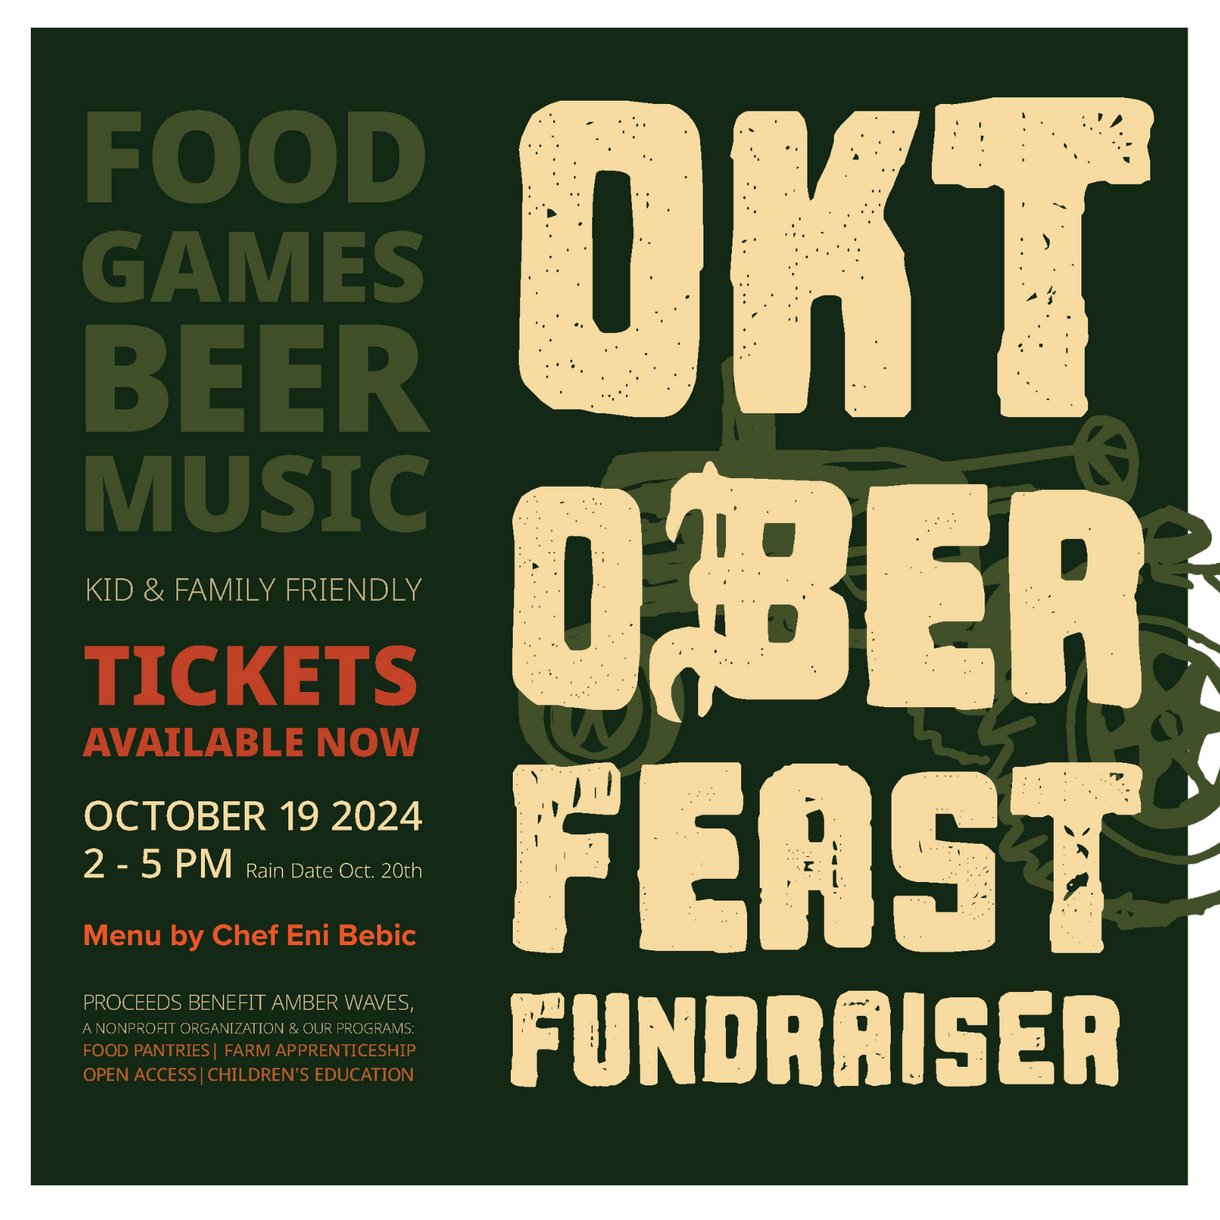 FOOD
GAMES
BEER
MUSIC
KID & FAMILY FRIENDLY
TICKETS
AVAILABLE NOW
OCTOBER 19 2024
2 - 5 PM Rain Date Oct. 20th
Menu by Chef Eni Bebic
PROCEEDS BENEFIT AMBER WAVES,
A NONPROFIT ORGANIZATION & OUR PROGRAMS:
FOOD PANTRIES| FARM APPRENTICESHIP
OPEN ACCESS|CHILDREN'S EDUCATION
OKT
OBER
FEAST
FUNDRAISER